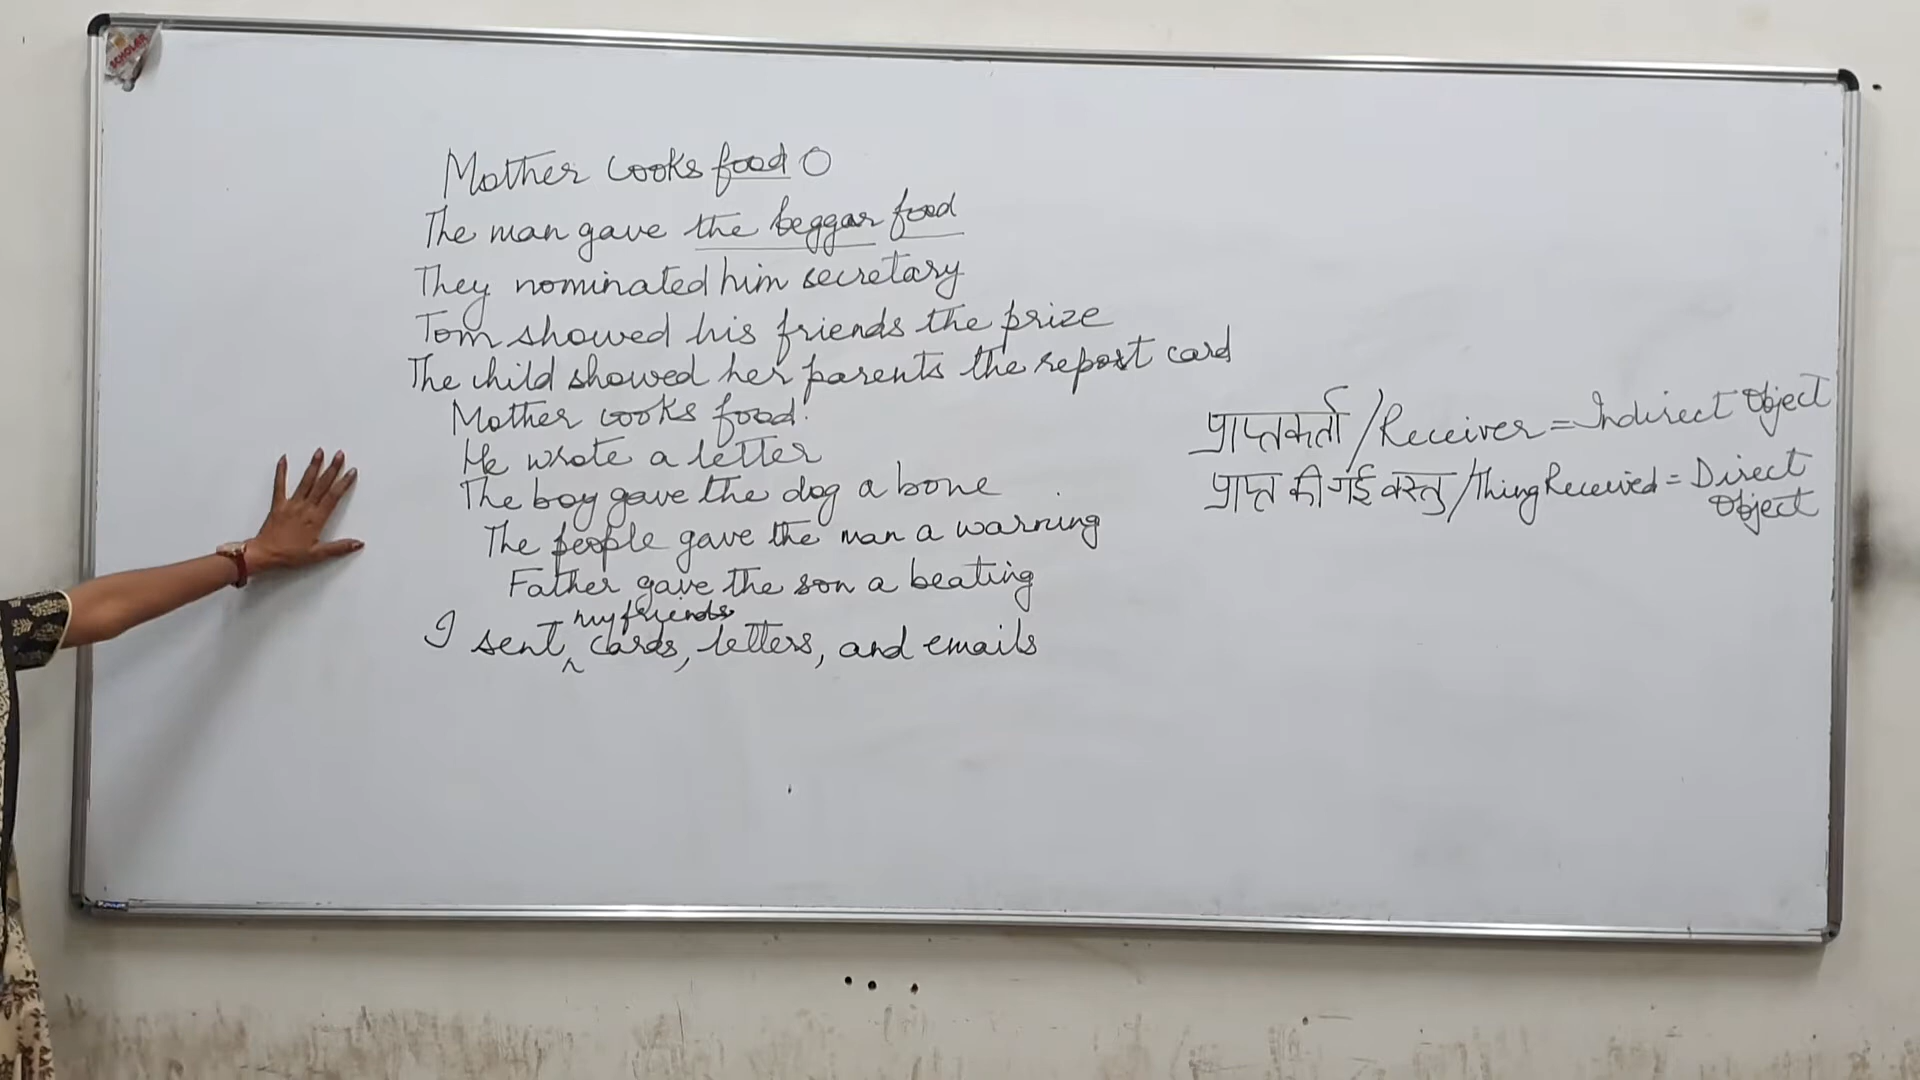 SCHOLAR
Mother cooks food O
The man gave the beggar food
They nominated him secretary
Tom showed his friends the prize
The child showed her parents the report card
Mother cooks food.
He wrote a letter
The boy gave the dog a bone
The people gave the man a warning
Father gave the son a beating
my friends
I sent ^ cards, letters, and emails
प्राप्तकर्ता / Receiver = Indirect Object
प्राप्त की गई वस्तु / Thing Received = Direct
Object